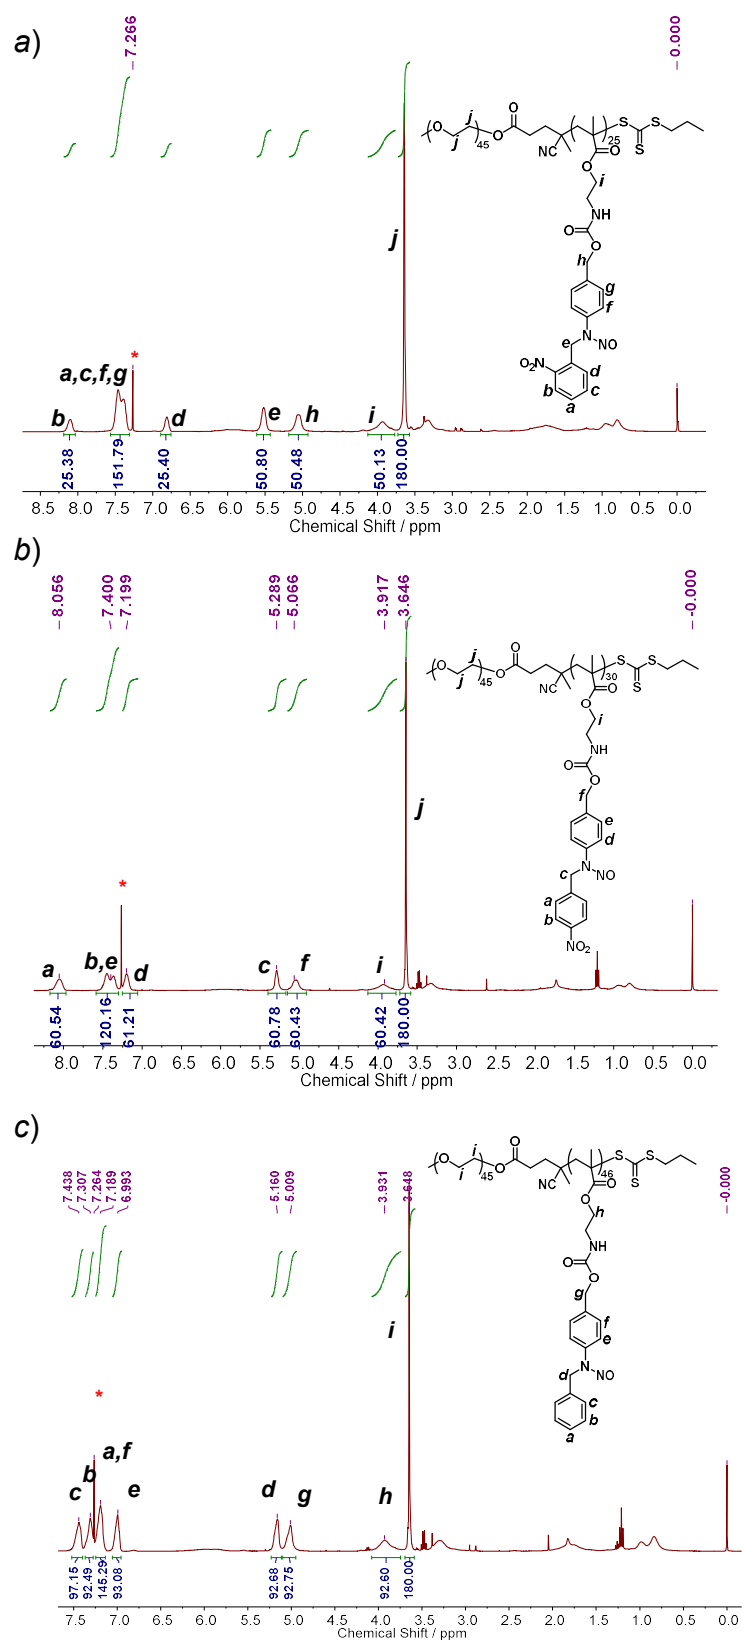 a)
7.266
0.000
O
j
j
45
O
O
NC
25
S
S
S
O
O
i
NH
O
O
h
g
f
N
NO
e
O₂N
d
b
c
a
j
*
a,c,f,g
b
d
e
h
i
25.38
151.79
25.40
50.80
50.48
50.13
180.00
8.5 8.0 7.5 7.0 6.5 6.0 5.5 5.0 4.5 4.0 3.5 3.0 2.5 2.0 1.5 1.0 0.5 0.0
Chemical Shift / ppm
b)
8.056
7.400
7.199
5.289
5.066
3.917
3.646
-0.000
O
j
j
45
O
O
NC
30
S
S
S
O
O
i
NH
O
O
f
e
d
N
NO
c
a
b
NO₂
j
*
a
b,e
d
c
f
i
60.54
120.16
61.21
60.78
60.43
60.42
180.00
8.0 7.5 7.0 6.5 6.0 5.5 5.0 4.5 4.0 3.5 3.0 2.5 2.0 1.5 1.0 0.5 0.0
Chemical Shift / ppm
c)
7.438
7.307
7.264
7.189
6.993
5.160
5.009
3.931
3.648
-0.000
O
i
i
45
O
O
NC
46
S
S
S
O
O
h
NH
O
O
g
f
e
N
NO
d
c
b
a
i
*
a,f
b
c
e
d
g
h
97.15
92.49
145.29
93.08
92.68
92.75
92.60
180.00
7.5 7.0 6.5 6.0 5.5 5.0 4.5 4.0 3.5 3.0 2.5 2.0 1.5 1.0 0.5 0.0
Chemical Shift / ppm